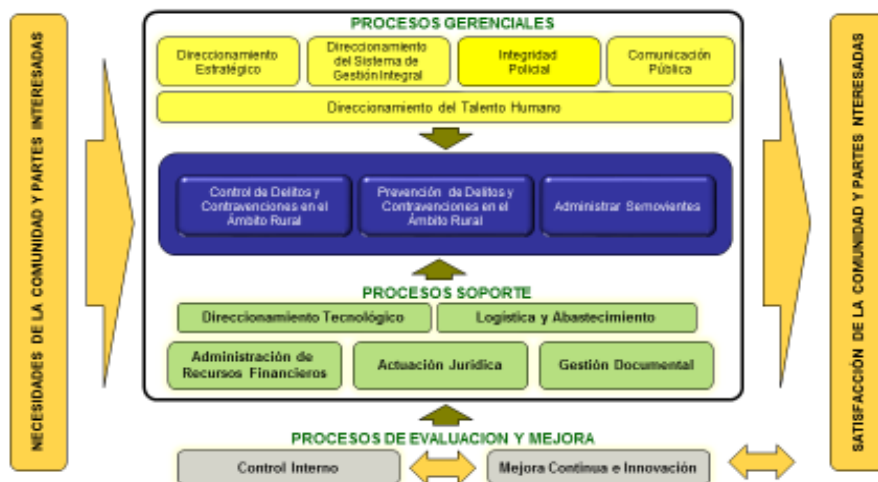 PROCESOS GERENCIALES
Direccionamiento
Estratégico
Direccionamiento
del Sistema de
Gestión Integral
Integridad
Policial
Comunicación
Pública
Direccionamiento del Talento Humano
Control de Delitos y
Contravenciones en el
Ámbito Rural
Prevención de Delitos y
Contravenciones en el
Ámbito Rural
Administrar Semovientes
PROCESOS SOPORTE
Direccionamiento Tecnológico
Logística y Abastecimiento
Administración de
Recursos Financieros
Actuación Jurídica
Gestión Documental
PROCESOS DE EVALUACION Y MEJORA
Control Interno
Mejora Continua e Innovación
NECESIDADES DE LA COMUNIDAD Y PARTES INTERESADAS
SATISFACCIÓN DE LA COMUNIDAD Y PARTES NTERESADAS